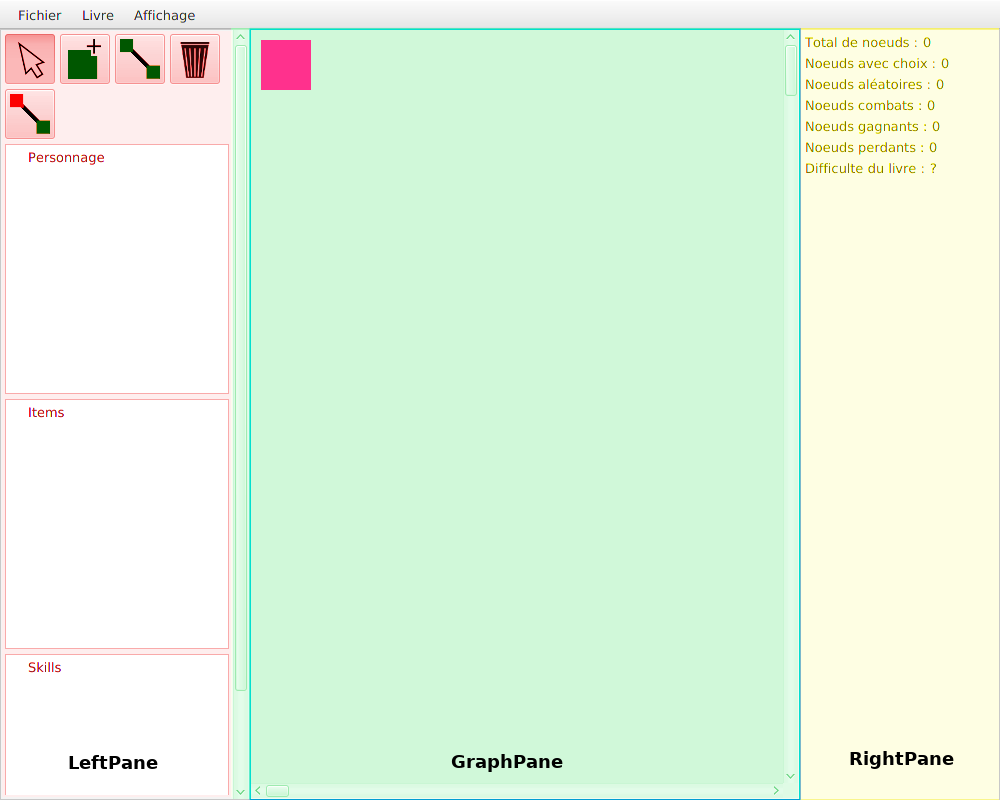 Fichier Livre Affichage
Personnage
Items
Skills
LeftPane
GraphPane
Total de noeuds : 0
Noeuds avec choix : 0
Noeuds aléatoires : 0
Noeuds combats : 0
Noeuds gagnants : 0
Noeuds perdants : 0
Difficulte du livre : ?
RightPane